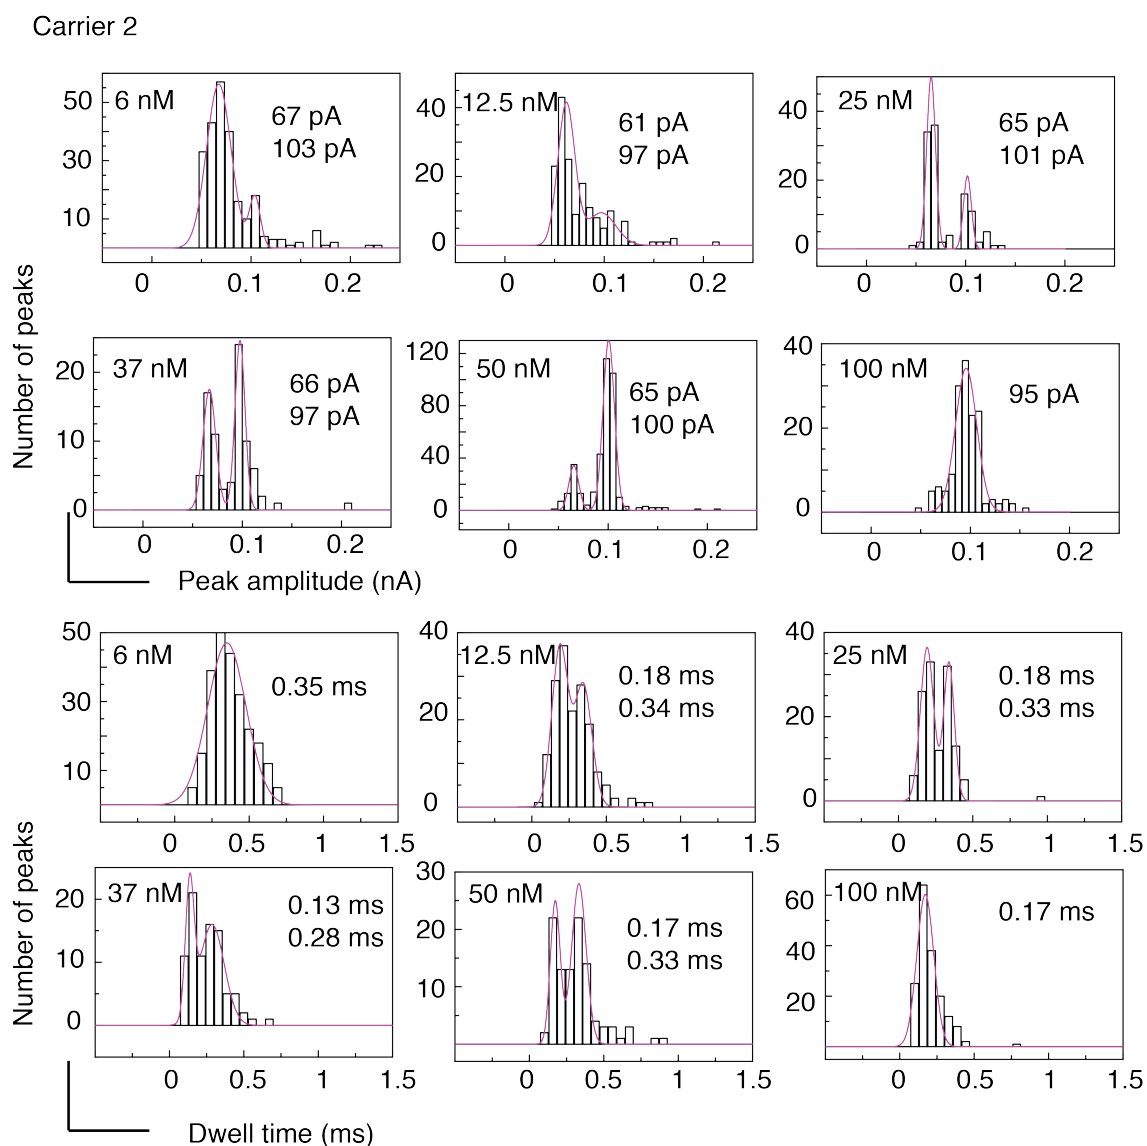 Carrier 2
6 nM
67 pA
103 pA
50
30
10
0
0.1
0.2
12.5 nM
61 pA
97 pA
40
20
0
0
0.1
0.2
25 nM
65 pA
101 pA
40
20
0
0
0.1
0.2
Number of peaks
37 nM
66 pA
97 pA
20
10
0
0
0.1
0.2
50 nM
65 pA
100 pA
120
80
40
0
0
0.1
0.2
100 nM
95 pA
40
20
0
0
0.1
0.2
Peak amplitude (nA)
6 nM
0.35 ms
50
30
10
0
0.5
1
1.5
12.5 nM
0.18 ms
0.34 ms
40
20
0
0
0.5
1
1.5
25 nM
0.18 ms
0.33 ms
40
20
0
0
0.5
1
1.5
Number of peaks
37 nM
0.13 ms
0.28 ms
20
10
0
0
0.5
1
1.5
50 nM
0.17 ms
0.33 ms
30
20
10
0
0.5
1
1.5
100 nM
0.17 ms
60
40
20
0
0.5
1
1.5
Dwell time (ms)